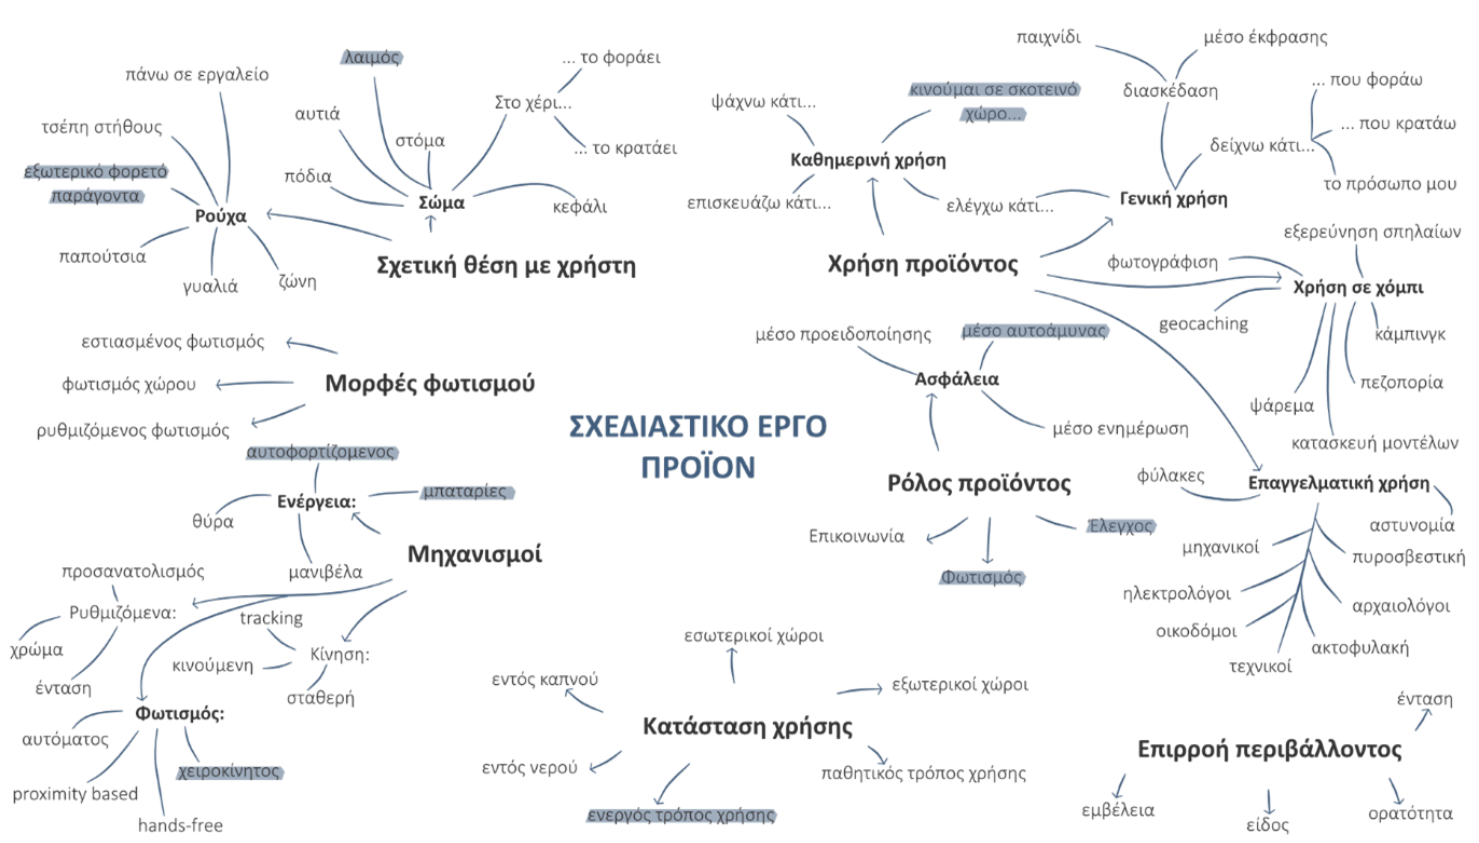 πάνω σε εργαλείο
τσέπη στήθους
εξωτερικό φορετό
παράγοντα
Ρούχα
παπούτσια
γυαλιά
ζώνη
λαιμός
αυτιά
στόμα
πόδια
Σώμα
Στο χέρι...
... το φοράει
... το κρατάει
κεφάλι
Σχετική θέση με χρήστη
ψάχνω κάτι...
κινούμαι σε σκοτεινό
χώρο...
Καθημερινή χρήση
επισκευάζω κάτι...
ελέγχω κάτι...
Χρήση προϊόντος
παιχνίδι
μέσο έκφρασης
διασκέδαση
δείχνω κάτι...
... που φοράω
... που κρατάω
το πρόσωπο μου
Γενική χρήση
εξερεύνηση σπηλαίων
φωτογράφιση
Χρήση σε χόμπι
geocaching
κάμπινγκ
πεζοπορία
ψάρεμα
κατασκευή μοντέλων
εστιασμένος φωτισμός
φωτισμός χώρου
ρυθμιζόμενος φωτισμός
Μορφές φωτισμού
ΣΧΕΔΙΑΣΤΙΚΟ ΕΡΓΟ
ΠΡΟΪΟΝ
μέσο προειδοποίησης
μέσο αυτοάμυνας
Ασφάλεια
μέσο ενημέρωση
Ρόλος προϊόντος
Επικοινωνία
Φωτισμός
Έλεγχος
φύλακες
Επαγγελματική χρήση
αστυνομία
μηχανικοί
πυροσβεστική
ηλεκτρολόγοι
αρχαιολόγοι
οικοδόμοι
ακτοφυλακή
τεχνικοί
αυτοφορτίζομενος
Ενέργεια:
μπαταρίες
θύρα
μανιβέλα
Μηχανισμοί
προσανατολισμός
Ρυθμιζόμενα:
χρώμα
ένταση
tracking
κινούμενη
Κίνηση:
σταθερή
Φωτισμός:
αυτόματος
χειροκίνητος
proximity based
hands-free
εσωτερικοί χώροι
εντός καπνού
εξωτερικοί χώροι
Κατάσταση χρήσης
εντός νερού
παθητικός τρόπος χρήσης
ενεργός τρόπος χρήσης
ένταση
Επιρροή περιβάλλοντος
εμβέλεια
είδος
ορατότητα